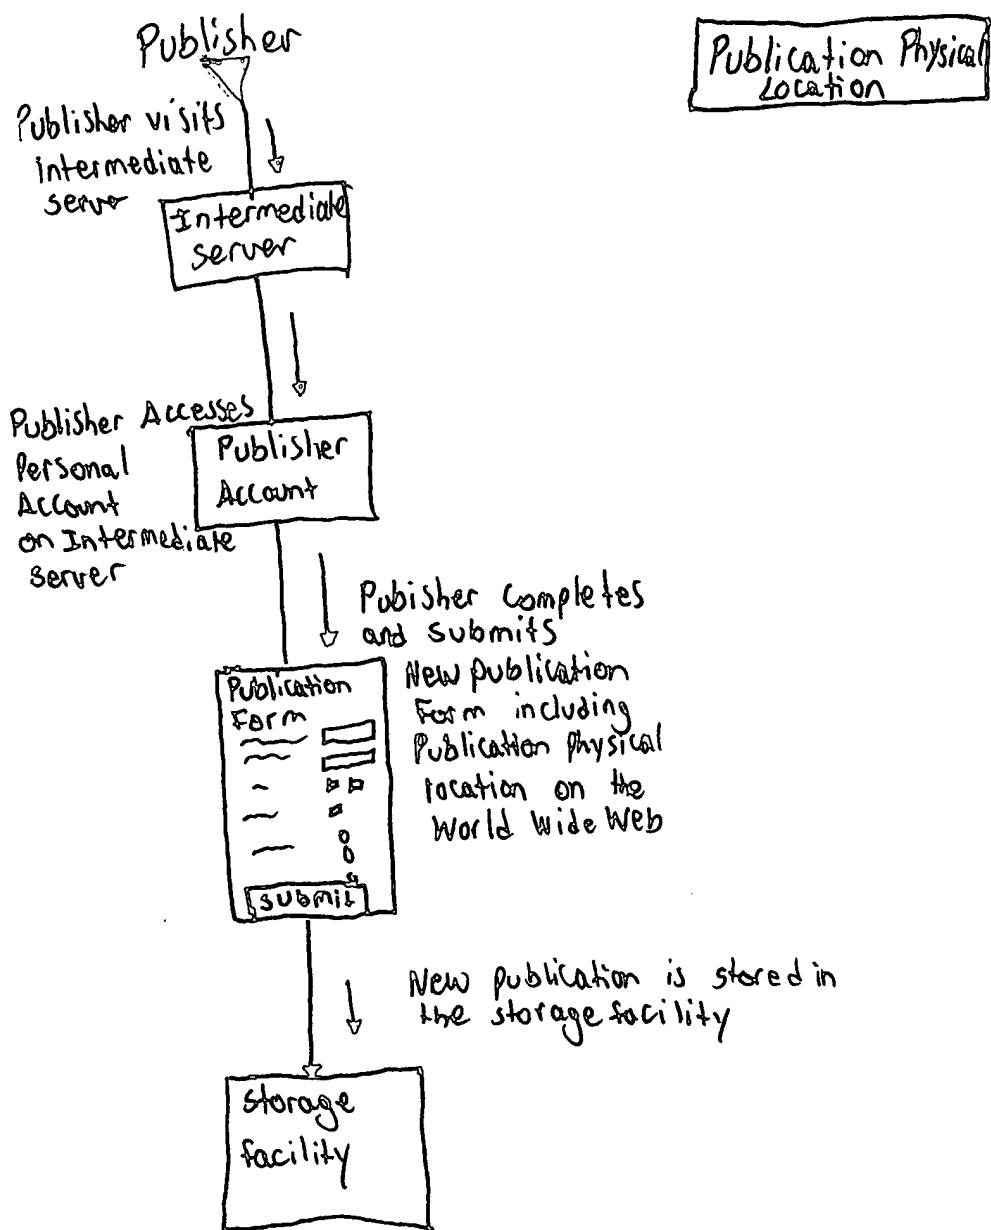 Publisher
Publication Physical
Location
Publisher visits
intermediate
server
Intermediate
server
Publisher Accesses
Personal
Account
on Intermediate
server
Publisher
Account
Pubisher completes
and submits
New publication
Form including
Publication Physical
location on the
World Wide Web
Publication
Form
submit
New publication is stored in
the storage facility
storage
facility